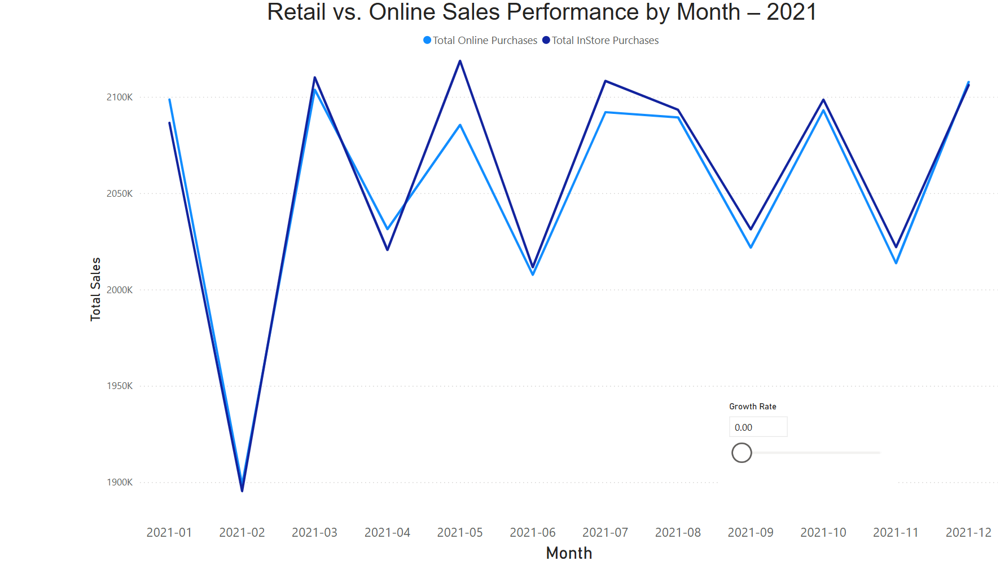 Retail vs. Online Sales Performance by Month – 2021
Total Online Purchases Total InStore Purchases
2100K
2050K
2000K
1950K
1900K
Total Sales
Growth Rate
0.00
2021-01 2021-02 2021-03 2021-04 2021-05 2021-06 2021-07 2021-08 2021-09 2021-10 2021-11 2021-12
Month